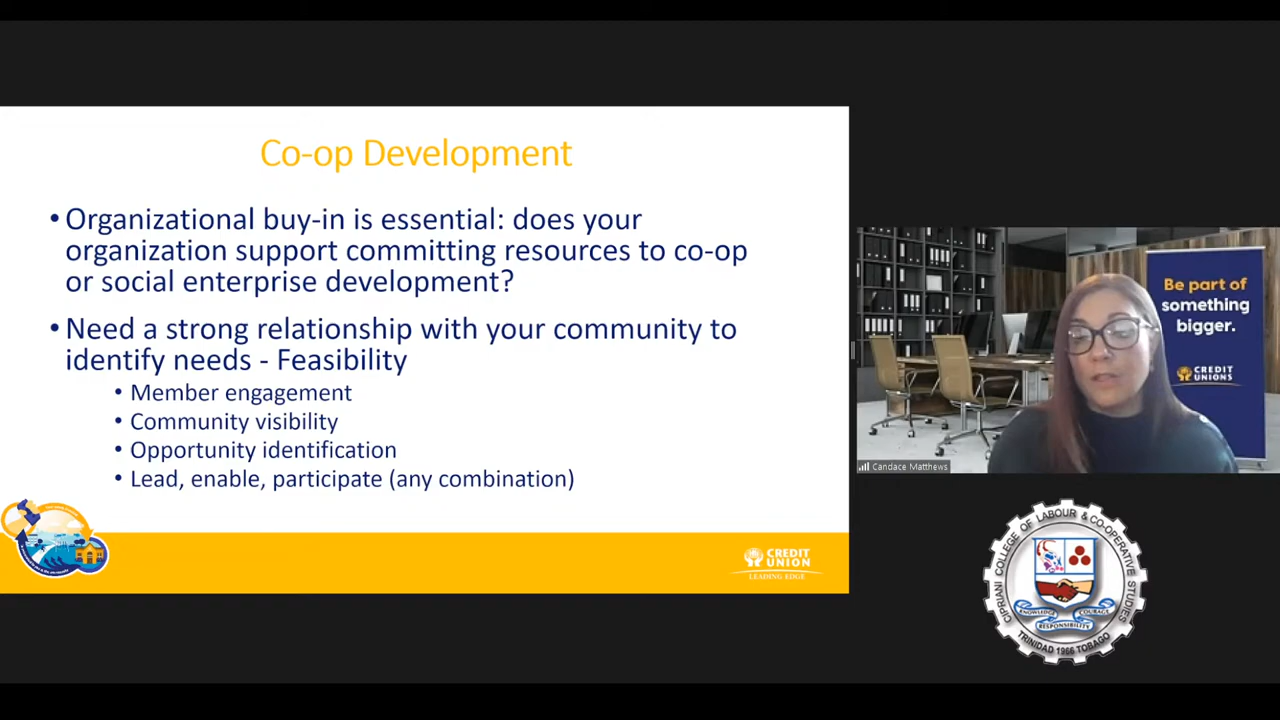 Co-op Development
•Organizational buy-in is essential: does your
organization support committing resources to co-op
or social enterprise development?
•Need a strong relationship with your community to
identify needs - Feasibility
• Member engagement
• Community visibility
• Opportunity identification
• Lead, enable, participate (any combination)
CREDIT
UNION
LEADING EDGE
Be part of
something
bigger.
CREDIT
UNIONS
Candace Matthews
CIPRIANI COLLEGE OF LABOUR & CO-OPERATIVE STUDIES
KNOWLEDGE
COURAGE
RESPONSIBILITY
TRINIDAD 1966 TOBAGO